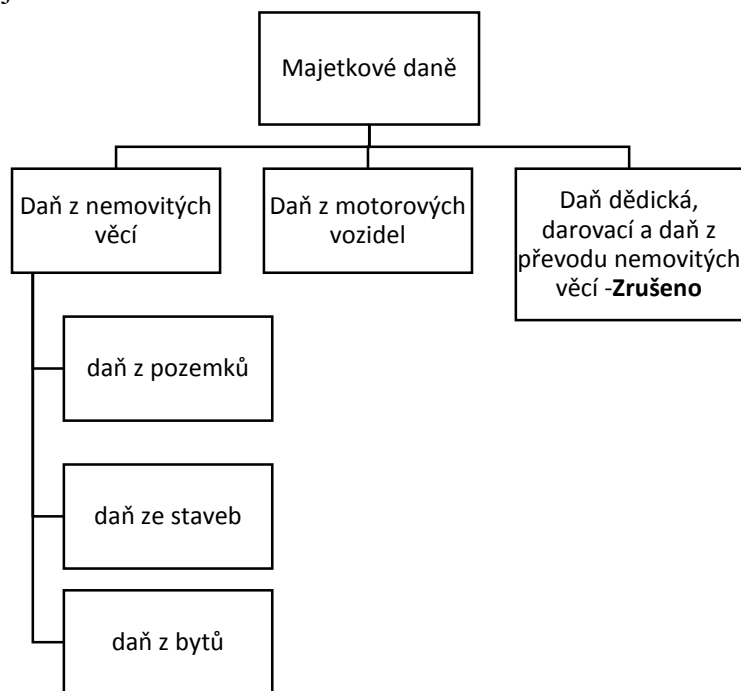 Majetkové daně
Daň z nemovitých
věcí
Daň z motorových
vozidel
Daň dědická,
darovací a daň z
převodu nemovitých
věcí -Zrušeno
daň z pozemků
daň ze staveb
daň z bytů